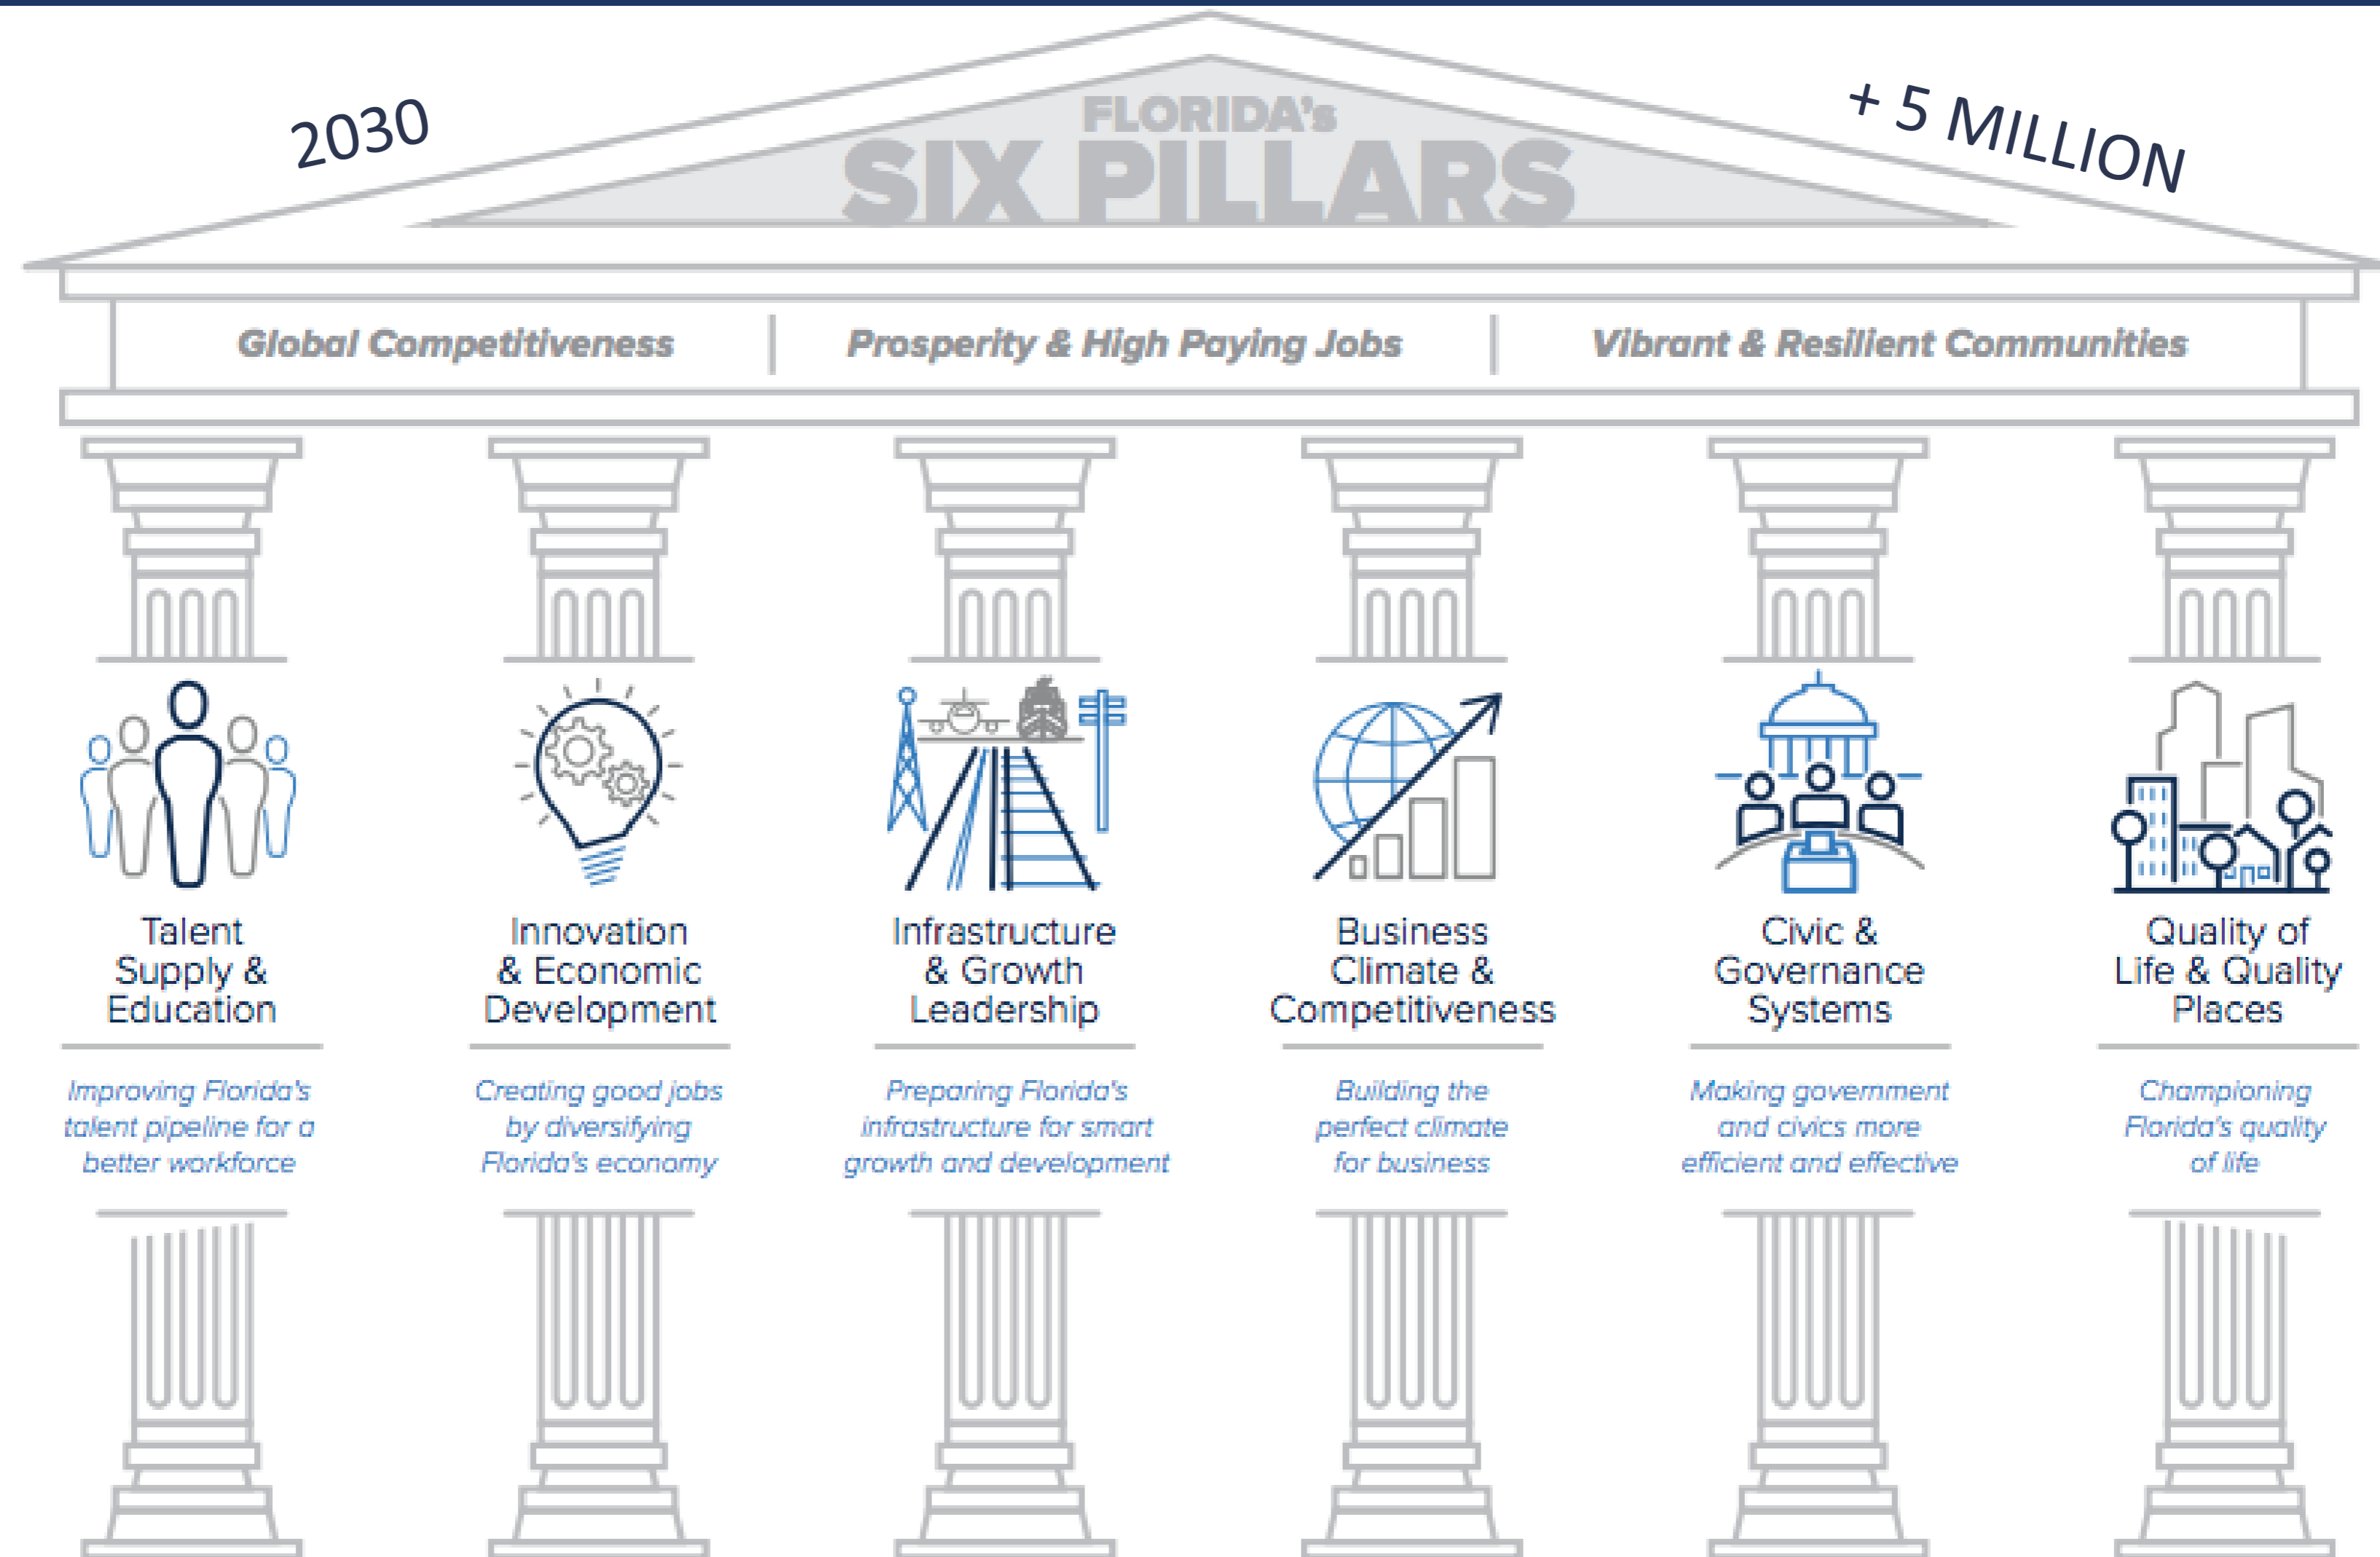 2030
+ 5 MILLION
FLORIDA's
SIX PILLARS
Global Competitiveness
Prosperity & High Paying Jobs
Vibrant & Resilient Communities
Talent
Supply &
Education
Improving Florida's
talent pipeline for a
better workforce
Innovation
& Economic
Development
Creating good jobs
by diversifying
Florida's economy
Infrastructure
& Growth
Leadership
Preparing Florida's
infrastructure for smart
growth and development
Business
Climate &
Competitiveness
Building the
perfect climate
for business
Civic &
Governance
Systems
Making government
and civics more
efficient and effective
Quality of
Life & Quality
Places
Championing
Florida's quality
of life